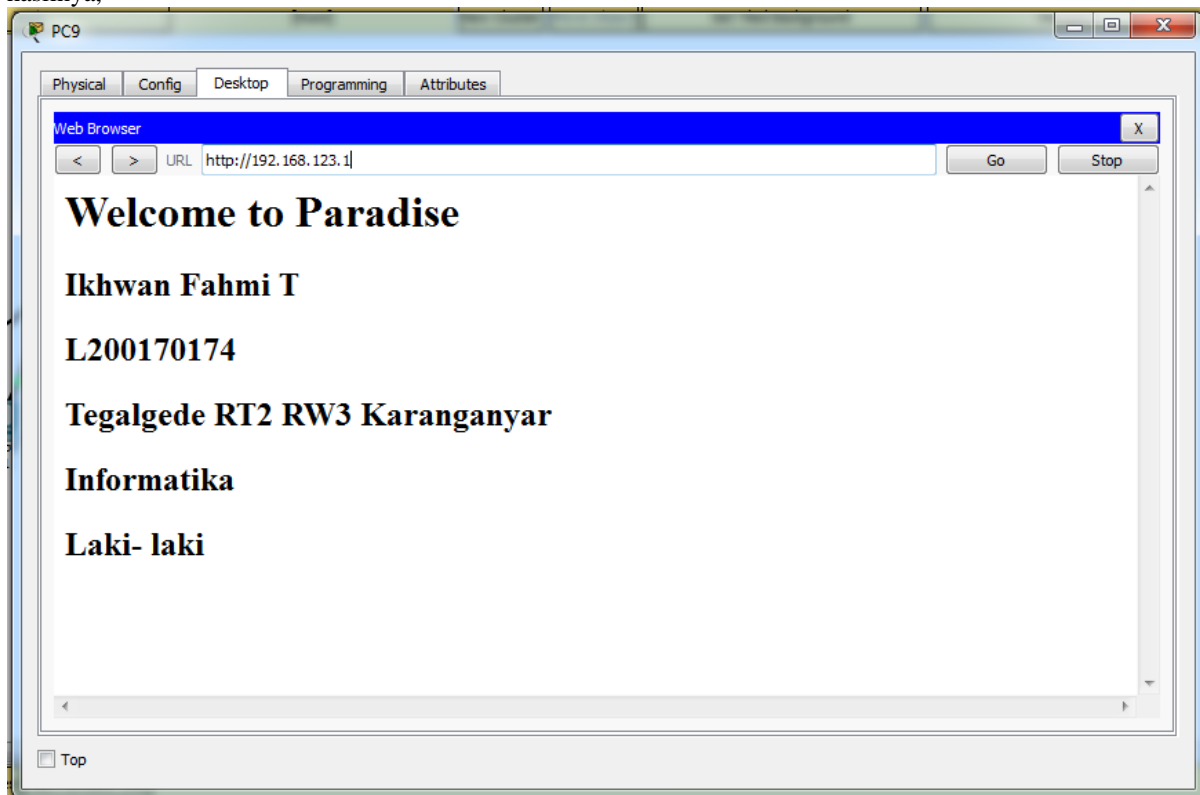 PC9
Physical Config Desktop Programming Attributes
Web Browser X
< > URL http://192.168.123.1 Go Stop
Welcome to Paradise
Ikhwan Fahmi T
L200170174
Tegalgede RT2 RW3 Karanganyar
Informatika
Laki- laki
Top